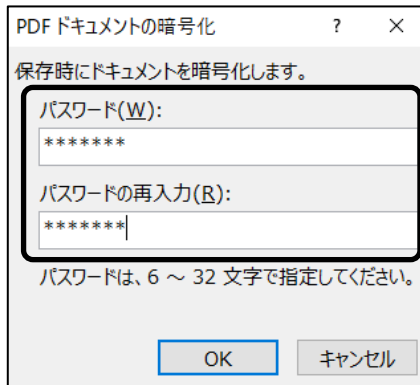 PDF ドキュメントの暗号化 ? ×
保存時にドキュメントを暗号化します。
パスワード(W):
*******
パスワードの再入力(R):
*******
パスワードは、6 ～ 32 文字で指定してください。
OK キャンセル